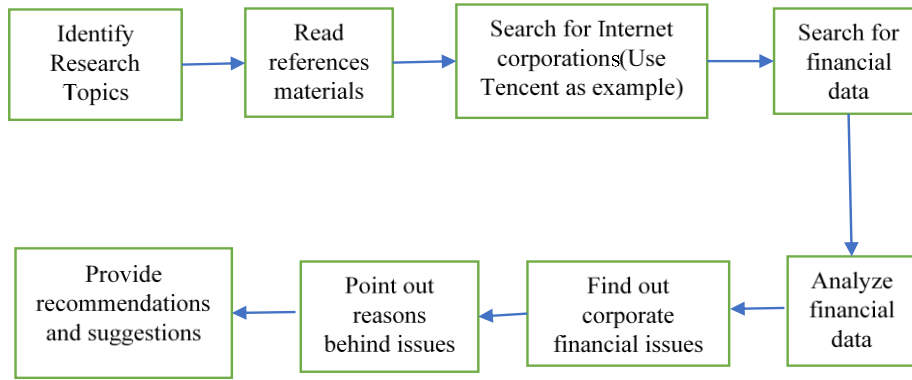 Identify
Research
Topics
Read
references
materials
Search for Internet
corporations(Use
Tencent as example)
Search for
financial
data
Analyze
financial
data
Find out
corporate
financial issues
Point out
reasons
behind issues
Provide
recommendations
and suggestions